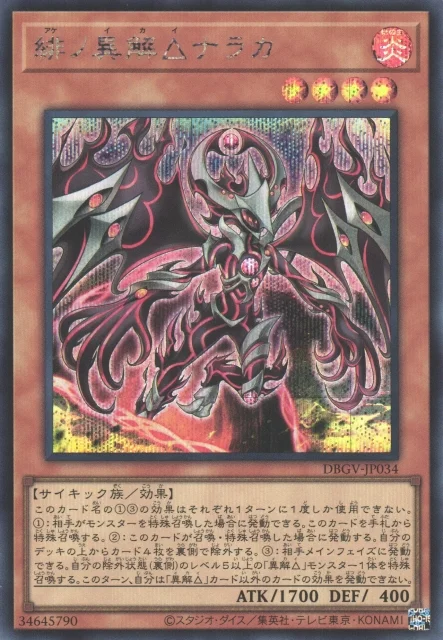 アケ イカイ
緋ノ異解△ナラカ
炎
DBGV-JP034
【サイキック族／効果】
このカード名の①③の効果はそれぞれ1ターンに1度しか使用できない。
①：相手がモンスターを特殊召喚した場合に発動できる。このカードを手札から
特殊召喚する。②：このカードが召喚・特殊召喚した場合に発動する。自分の
デッキの上からカード4枚を裏側で除外する。③：相手メインフェイズに発動
できる。自分の除外状態（裏側）のレベル5以上の「異解△」モンスター1体を特殊
召喚する。このターン、自分は「異解△」カード以外のカードの効果を発動できない。
ATK/1700 DEF/ 400
34645790
©スタジオ・ダイス／集英社・テレビ東京・KONAMI